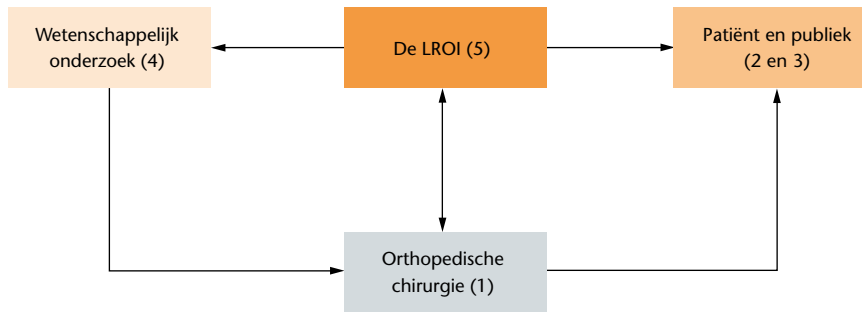 Wetenschappelijk
onderzoek (4)
De LROI (5)
Patiënt en publiek
(2 en 3)
Orthopedische
chirurgie (1)